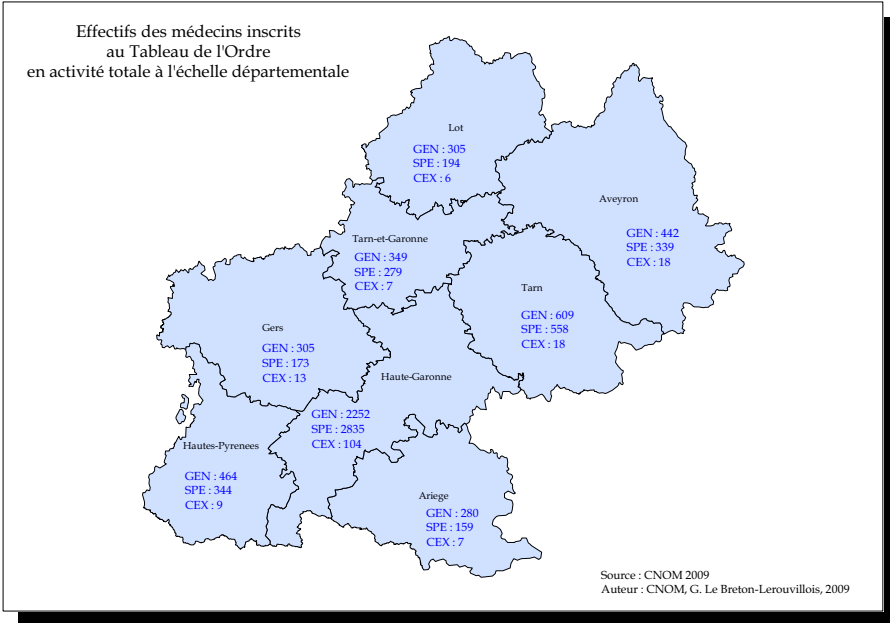 Effectifs des médecins inscrits
au Tableau de l'Ordre
en activité totale à l'échelle départementale
Lot
GEN : 305
SPE : 194
CEX : 6
Aveyron
GEN : 442
SPE : 339
CEX : 18
Tarn-et-Garonne
GEN : 349
SPE : 279
CEX : 7
Tarn
GEN : 609
SPE : 558
CEX : 18
Gers
GEN : 305
SPE : 173
CEX : 13
Haute-Garonne
GEN : 2252
SPE : 2835
CEX : 104
Hautes-Pyrenees
GEN : 464
SPE : 344
CEX : 9
Ariege
GEN : 280
SPE : 159
CEX : 7
Source : CNOM 2009
Auteur : CNOM, G. Le Breton-Lerouvillois, 2009